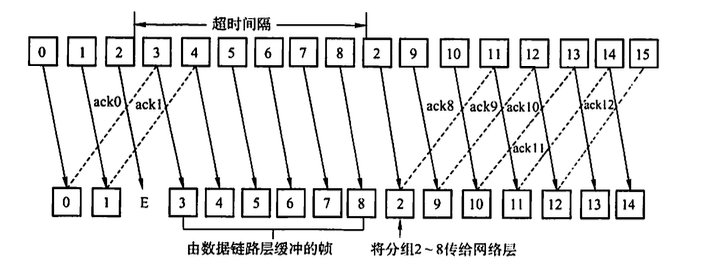 超时间隔
0 1 2 3 4 5 6 7 8 2 9 10 11 12 13 14 15
ack0 ack1 ack8 ack9 ack10 ack12
ack11
0 1 E 3 4 5 6 7 8 2 9 10 11 12 13 14
由数据链路层缓冲的帧 将分组2~8传给网络层